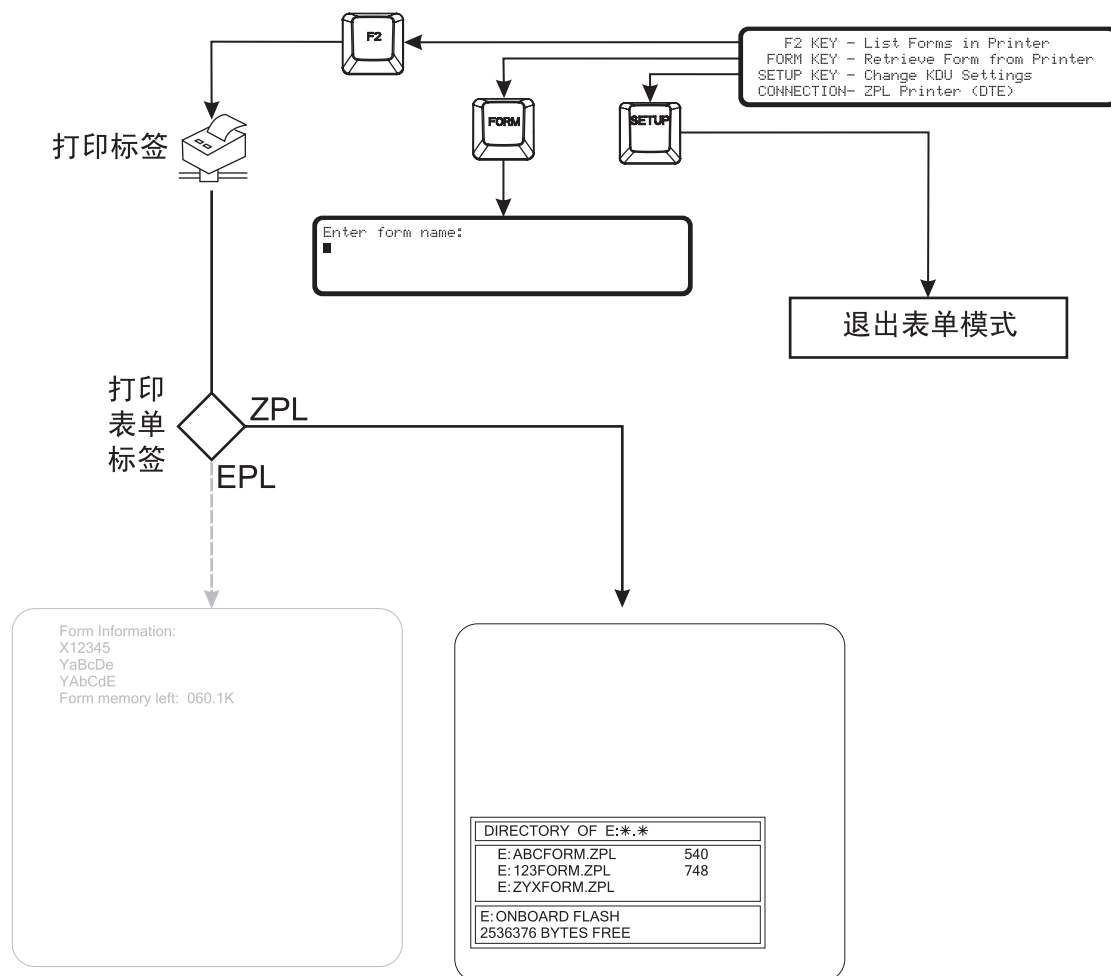 F2
F2 KEY – List Forms in Printer
FORM KEY – Retrieve Form from Printer
SETUP KEY – Change KDU Settings
CONNECTION– ZPL Printer (DTE)
FORM
SETUP
打印标签
Enter form name:
退出表单模式
打印
表单
标签
ZPL
EPL
Form Information:
X12345
YaBcDe
YAbCdE
Form memory left: 060.1K
DIRECTORY OF E:*.*
E:ABCFORM.ZPL 540
E:123FORM.ZPL 748
E:ZYXFORM.ZPL
E:ONBOARD FLASH
2536376 BYTES FREE